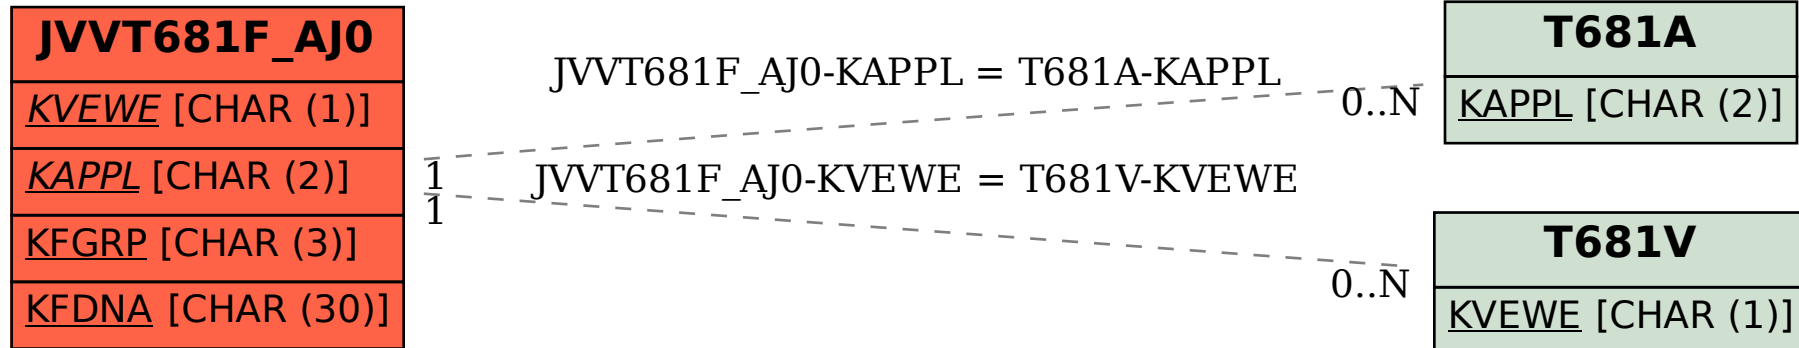 JVVT681F_AJ0
KVEWE [CHAR (1)]
KAPPL [CHAR (2)]
KFGRP [CHAR (3)]
KFDNA [CHAR (30)]
JVVT681F_AJ0-KAPPL = T681A-KAPPL
1
0..N
JVVT681F_AJ0-KVEWE = T681V-KVEWE
1
0..N
T681A
KAPPL [CHAR (2)]
T681V
KVEWE [CHAR (1)]